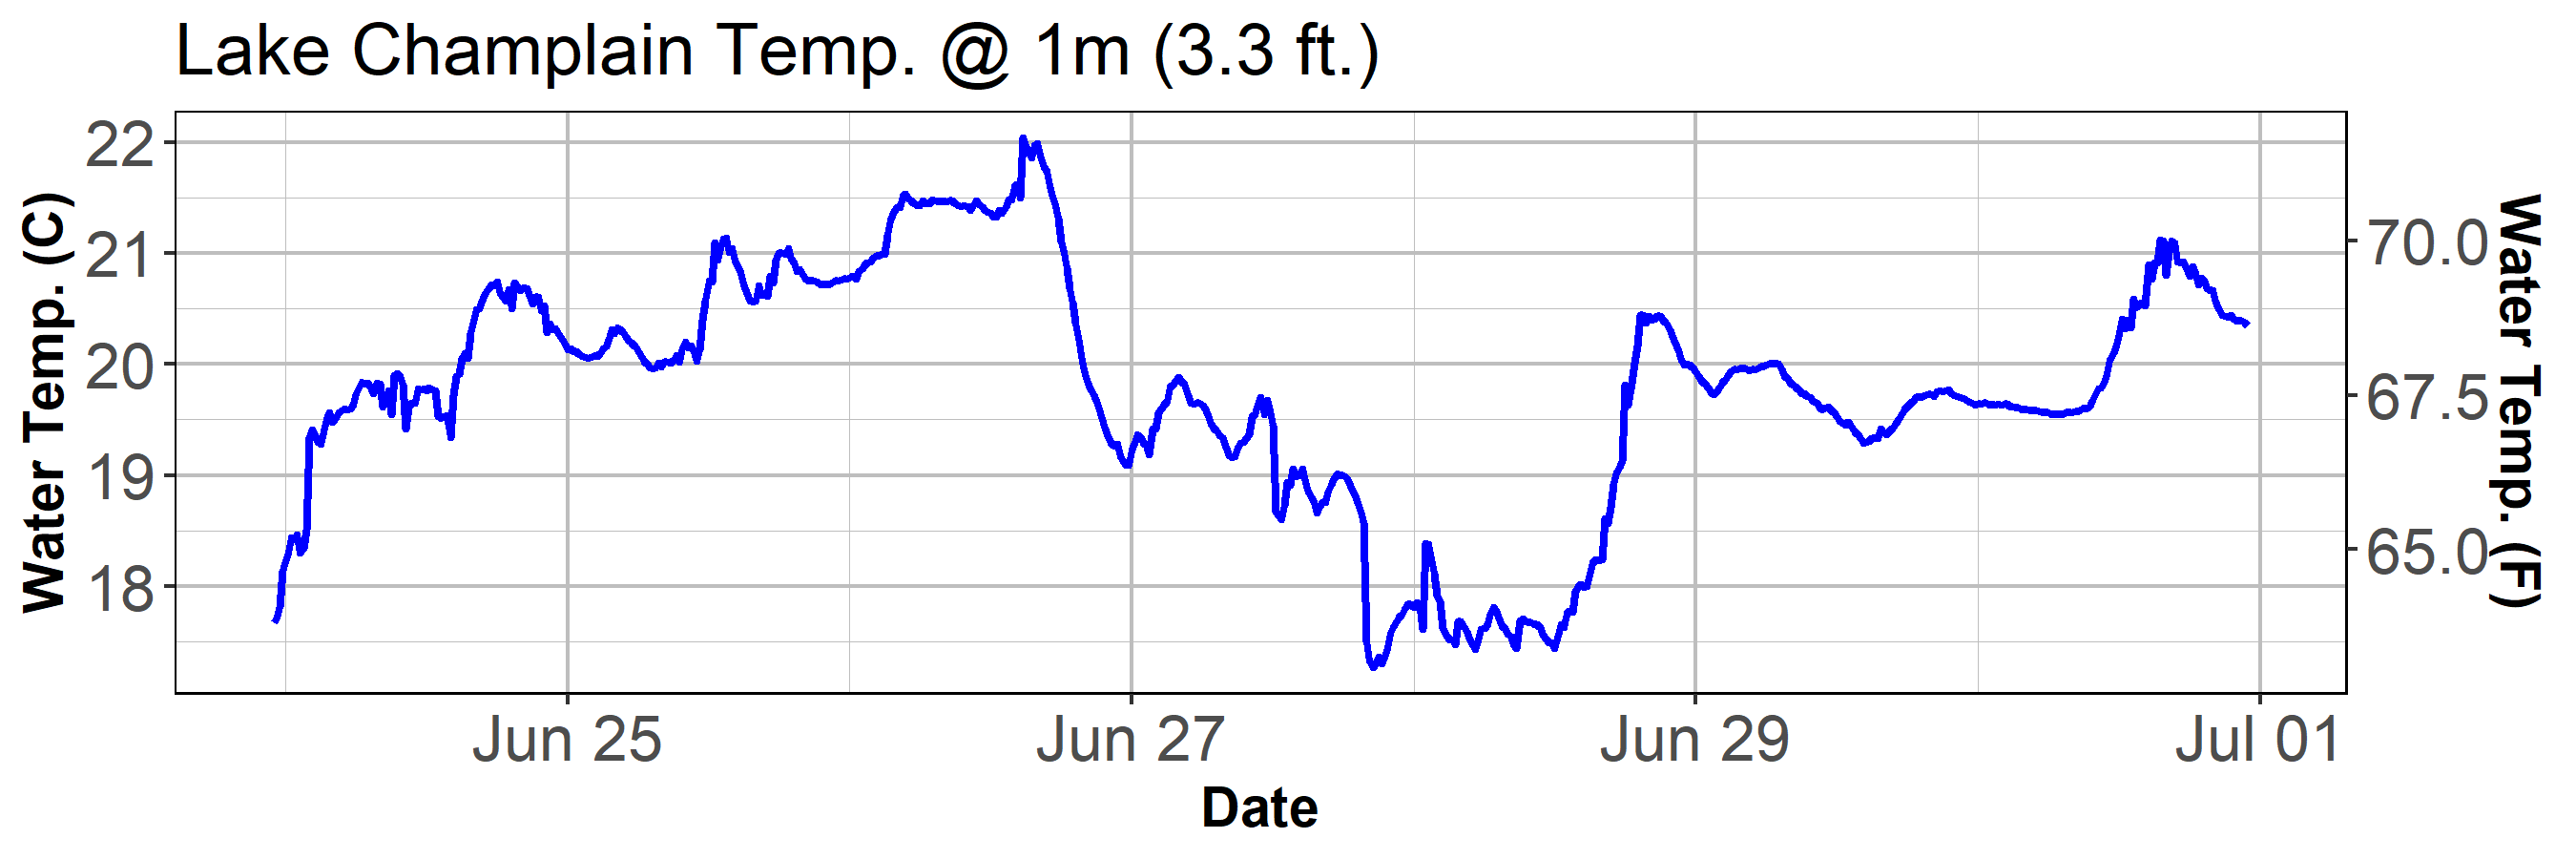 Lake Champlain Temp. @ 1m (3.3 ft.)
Water Temp. (C)
22
21
20
19
18
70.0
67.5
65.0
Water Temp. (F)
Jun 25
Jun 27
Jun 29
Jul 01
Date